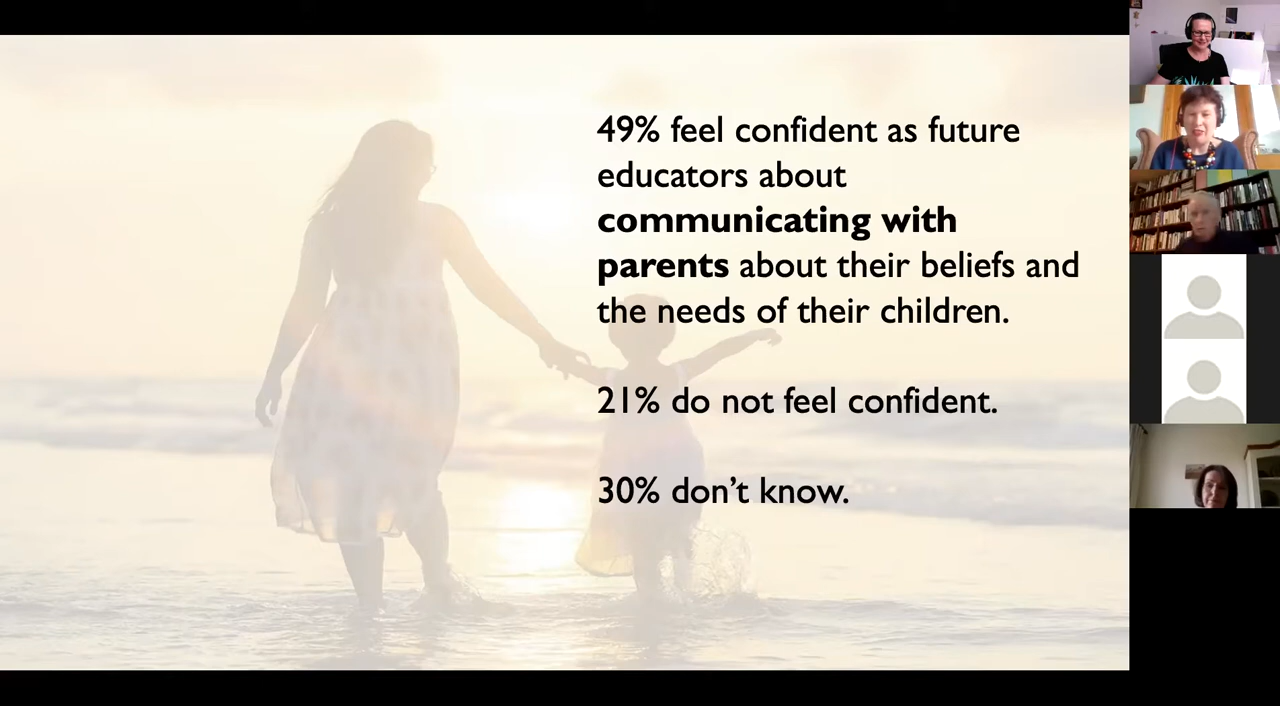 49% feel confident as future
educators about
communicating with
parents about their beliefs and
the needs of their children.
21% do not feel confident.
30% don’t know.